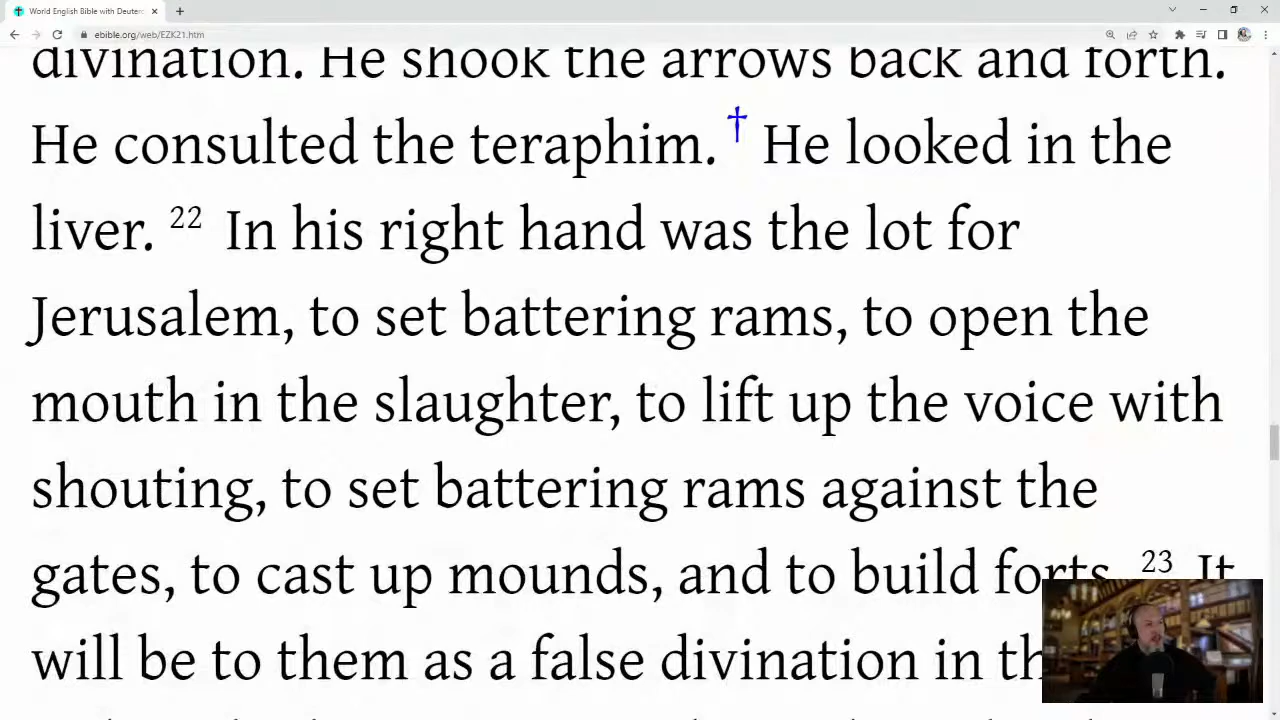 World English Bible with Deutero
ebible.org/web/EZK21.htm
divination. He shook the arrows back and forth.
He consulted the teraphim. † He looked in the
liver. 22 In his right hand was the lot for
Jerusalem, to set battering rams, to open the
mouth in the slaughter, to lift up the voice with
shouting, to set battering rams against the
gates, to cast up mounds, and to build forts. 23 It
will be to them as a false divination in th